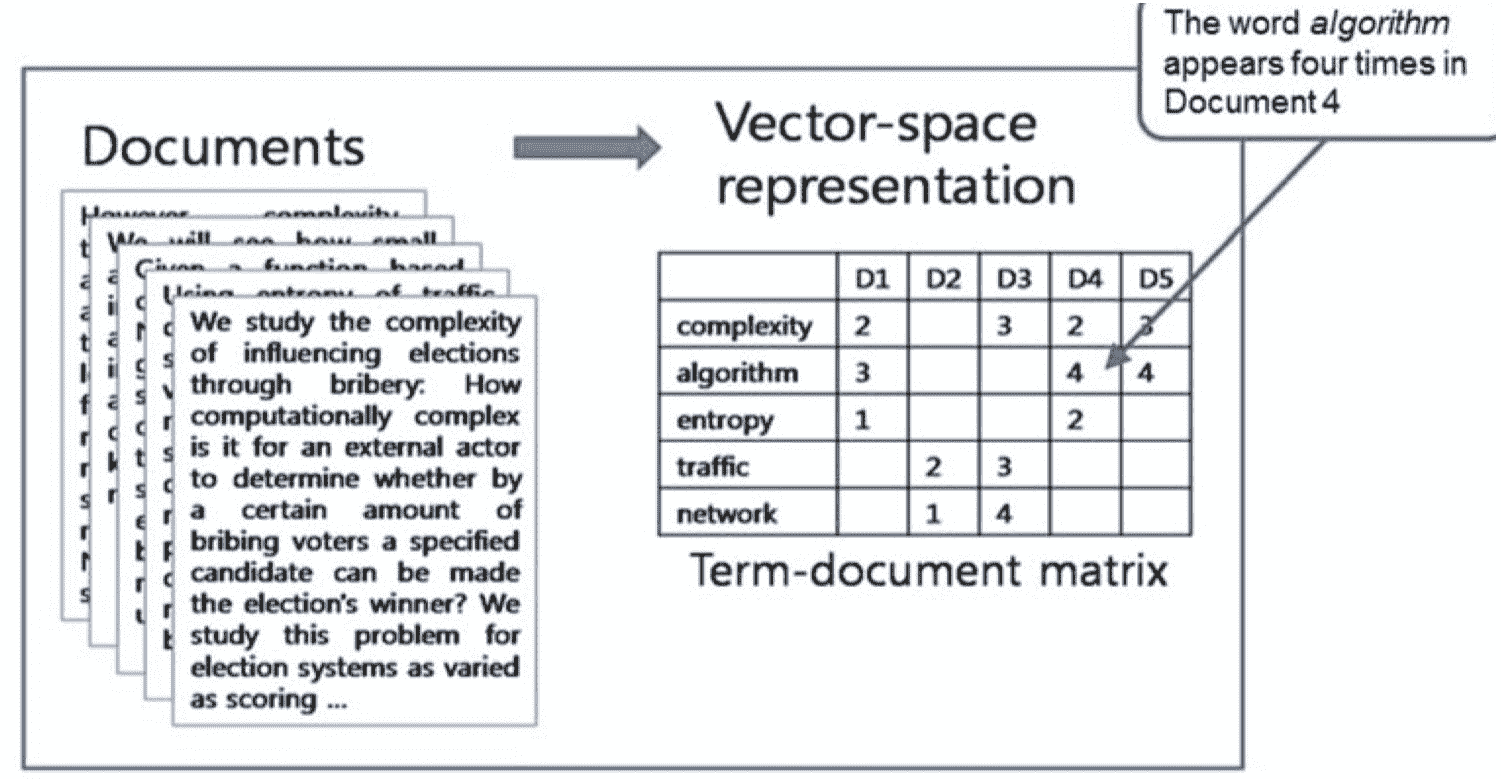 The word algorithm
appears four times in
Document 4
Documents
Vector-space
representation
However complexity
We will see how small
Given a function based
Using entropy of traffic
We study the complexity
of influencing elections
through bribery: How
computationally complex
is it for an external actor
to determine whether by
a certain amount of
bribing voters a specified
candidate can be made
the election's winner? We
study this problem for
election systems as varied
as scoring ...
D1 D2 D3 D4 D5
complexity 2 3 2 3
algorithm 3 4 4
entropy 1 2
traffic 2 3
network 1 4
Term-document matrix